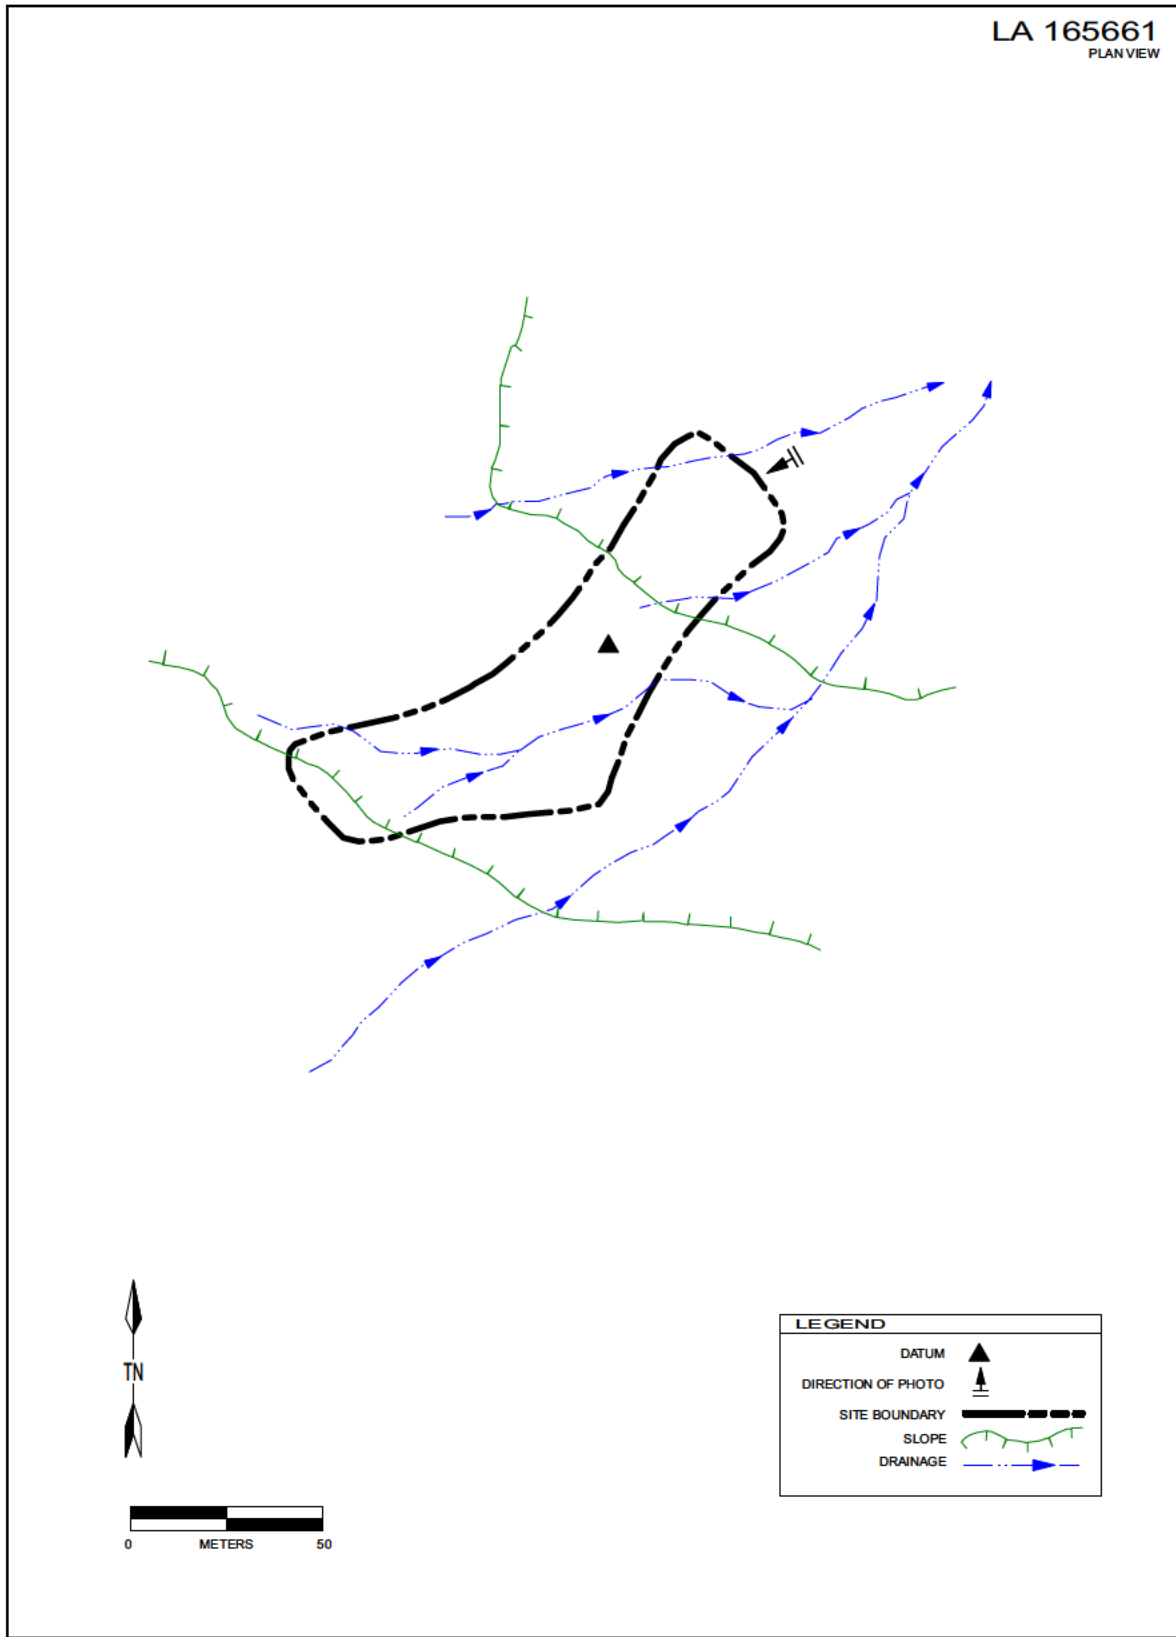 LA 165661
PLAN VIEW
TN
0 METERS 50
LEGEND
DATUM
DIRECTION OF PHOTO
SITE BOUNDARY
SLOPE
DRAINAGE